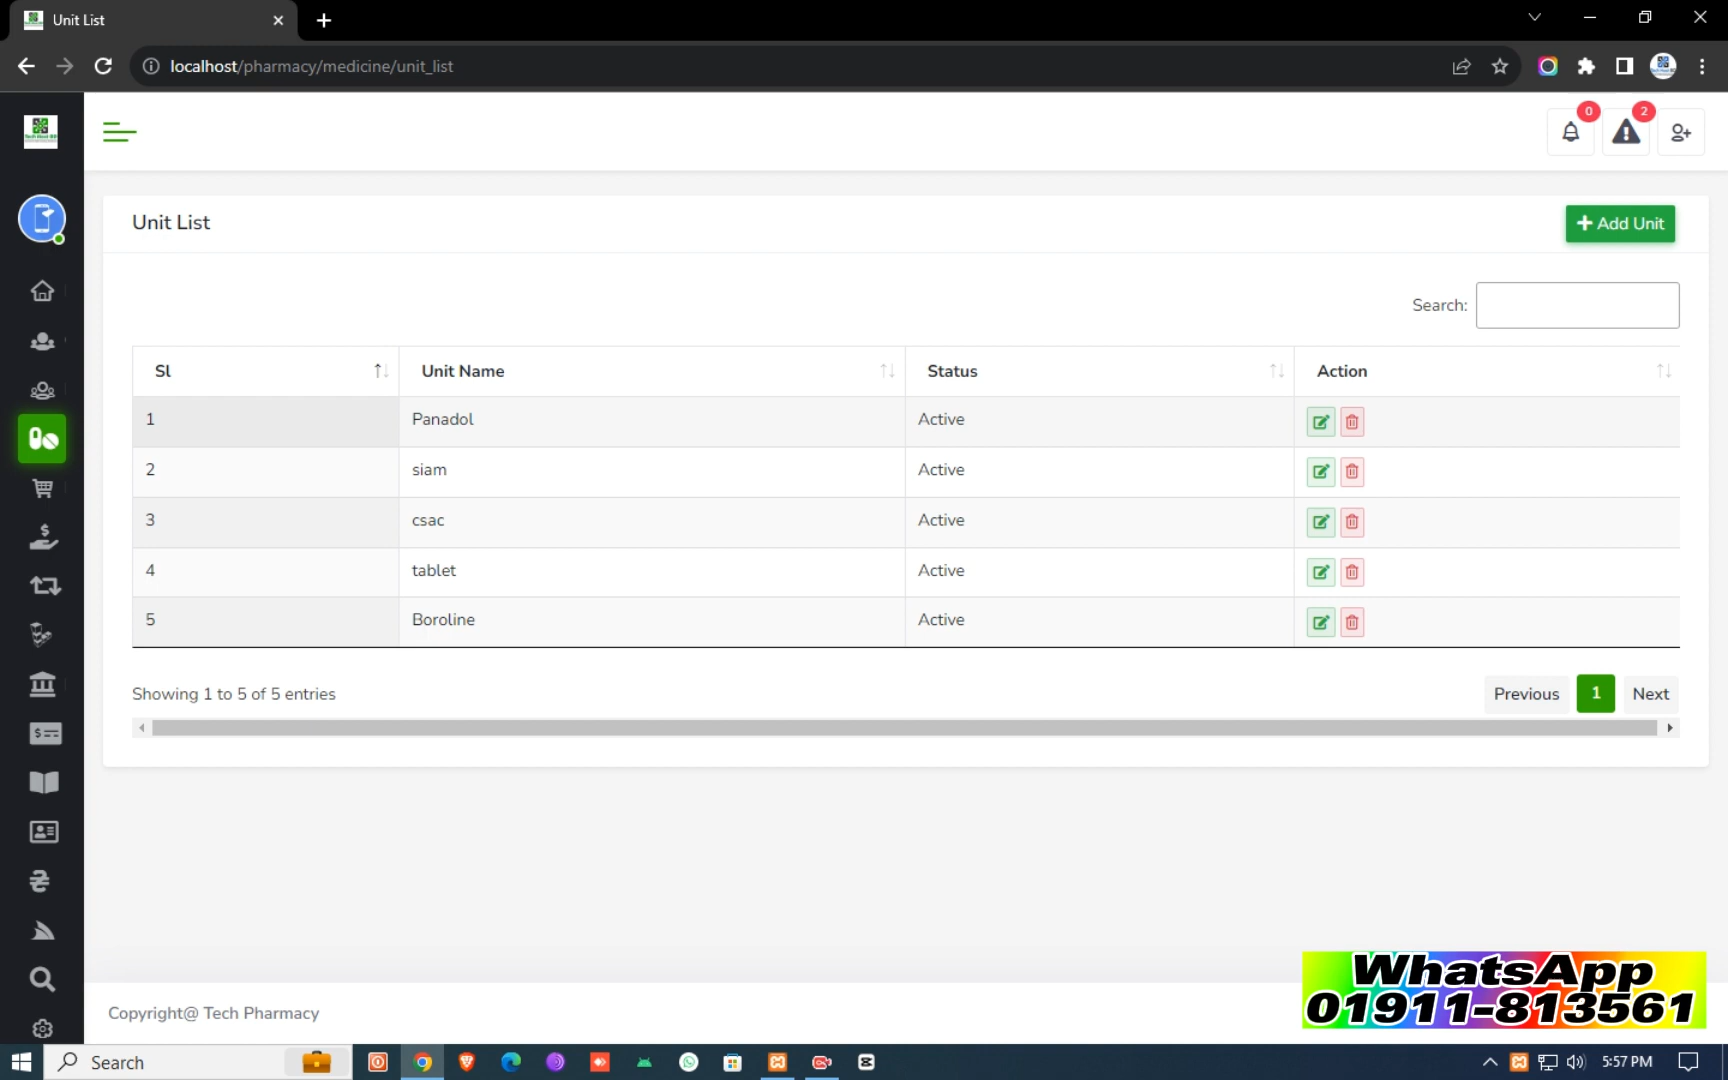 Unit List
localhost/pharmacy/medicine/unit_list
0
2
Unit List
+ Add Unit
Search:
Sl Unit Name Status Action
1 Panadol Active
2 siam Active
3 csac Active
4 tablet Active
5 Boroline Active
Showing 1 to 5 of 5 entries
Previous 1 Next
Copyright@ Tech Pharmacy
WhatsApp
01911-813561
Search
5:57 PM